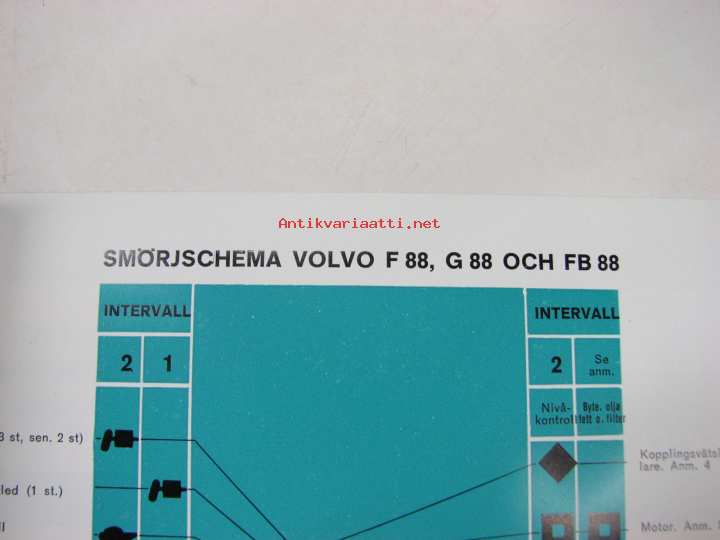 Antikvariaatti.net
SMÖRJSCHEMA VOLVO F 88, G 88 OCH FB 88
INTERVALL
INTERVALL
2 1
2
Se
anm.
Nivå-
kontroll
Byte. olja
fett o. filter
3 st, sen. 2 st)
Kopplingsväts
lare. Anm. 4
led (1 st.)
Motor. Anm.